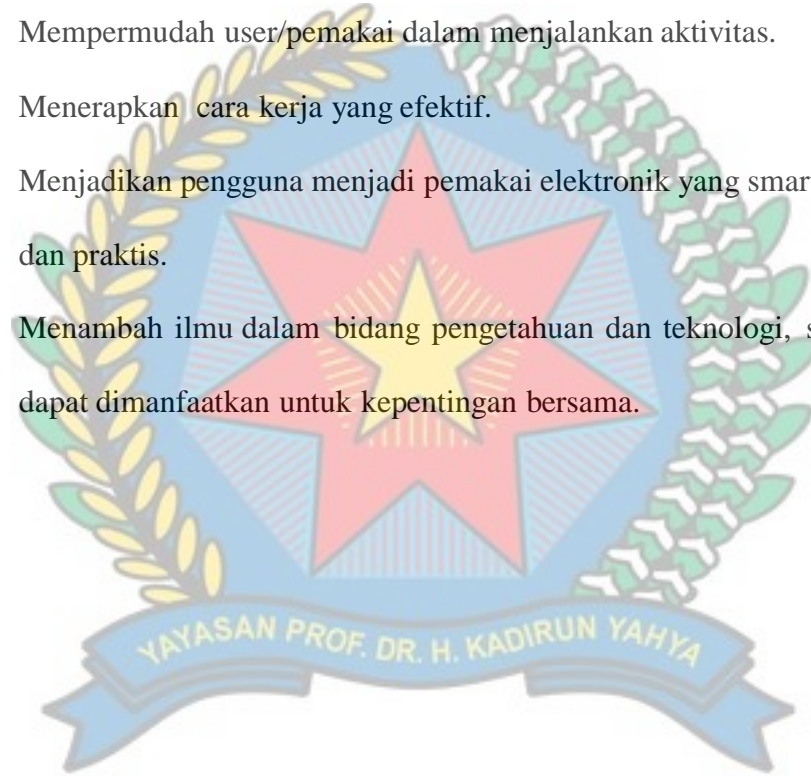 Mempermudah user/pemakai dalam menjalankan aktivitas.
Menerapkan cara kerja yang efektif.
Menjadikan pengguna menjadi pemakai elektronik yang smar
dan praktis.
Menambah ilmu dalam bidang pengetahuan dan teknologi, s
dapat dimanfaatkan untuk kepentingan bersama.
YAYASAN PROF. DR. H. KADIRUN YAHYA